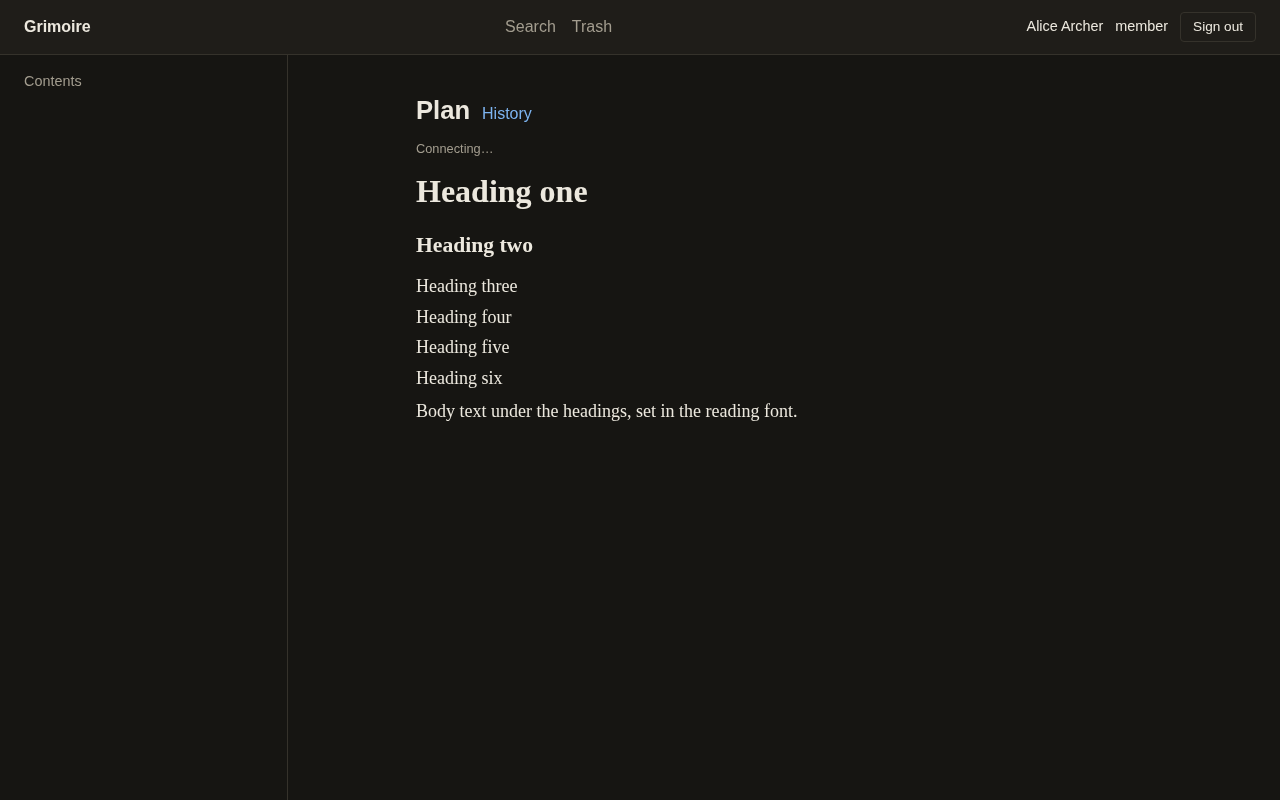 Grimoire
Search Trash
Alice Archer member Sign out
Contents
Plan History
Connecting…
Heading one
Heading two
Heading three
Heading four
Heading five
Heading six
Body text under the headings, set in the reading font.